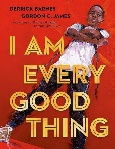 DERRICK BARNES
GORDON C. JAMES
I AM
EVERY
GOOD
THING